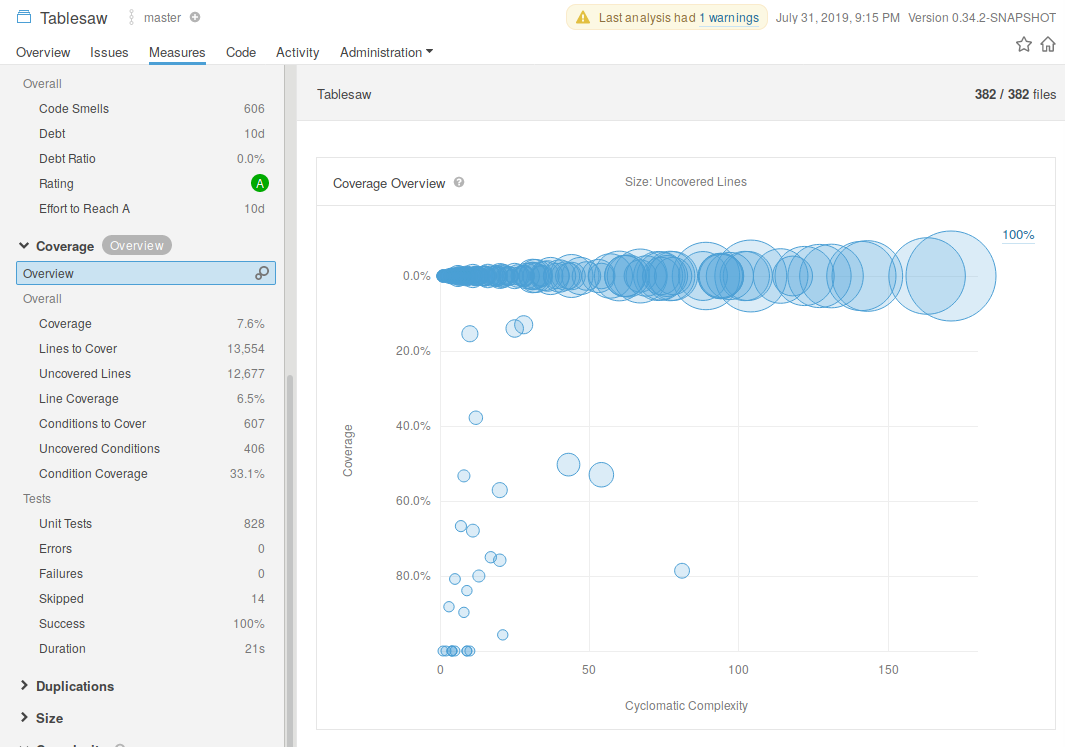 Tablesaw master Last analysis had 1 warnings July 31, 2019, 9:15 PM Version 0.34.2-SNAPSHOT
Overview Issues Measures Code Activity Administration
Overall
Code Smells 606
Debt 10d
Debt Ratio 0.0%
Rating A
Effort to Reach A 10d
Coverage Overview
Overview
Overall
Coverage 7.6%
Lines to Cover 13,554
Uncovered Lines 12,677
Line Coverage 6.5%
Conditions to Cover 607
Uncovered Conditions 406
Condition Coverage 33.1%
Tests
Unit Tests 828
Errors 0
Failures 0
Skipped 14
Success 100%
Duration 21s
Duplications
Size
Tablesaw 382 / 382 files
Coverage Overview ? Size: Uncovered Lines
100%
0.0%
20.0%
40.0%
60.0%
80.0%
Coverage
0 50 100 150
Cyclomatic Complexity